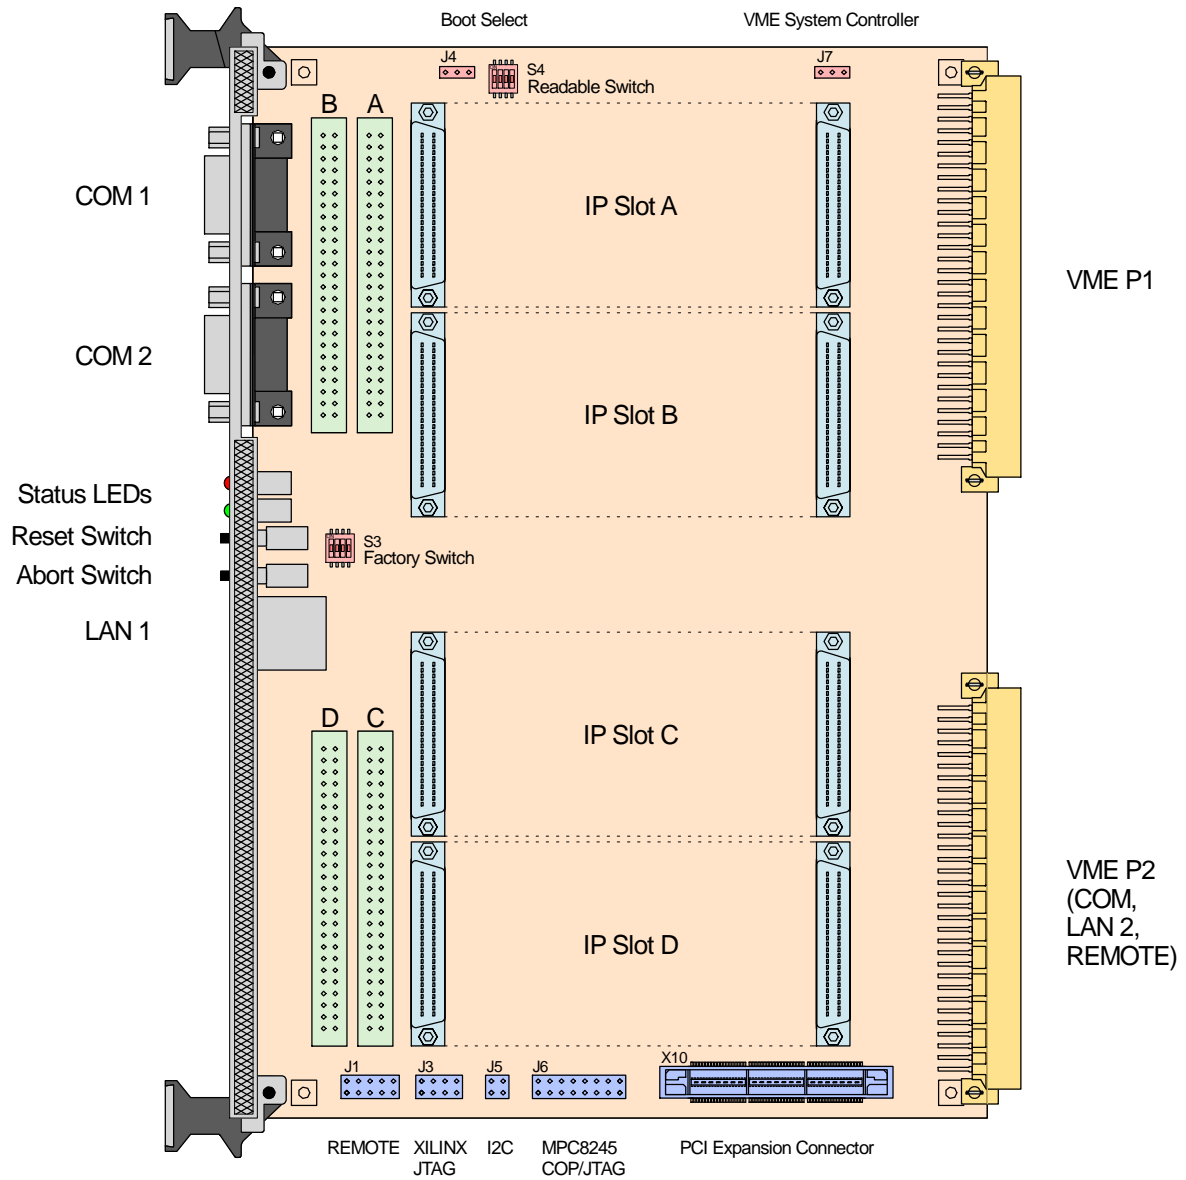 Boot Select
VME System Controller
J4
S4
Readable Switch
J7
B
A
COM 1
IP Slot A
VME P1
COM 2
IP Slot B
Status LEDs
Reset Switch
Abort Switch
S3
Factory Switch
LAN 1
D
C
IP Slot C
VME P2
(COM,
LAN 2,
REMOTE)
IP Slot D
J1
J3
J5
J6
X10
REMOTE
XILINX
JTAG
I2C
MPC8245
COP/JTAG
PCI Expansion Connector